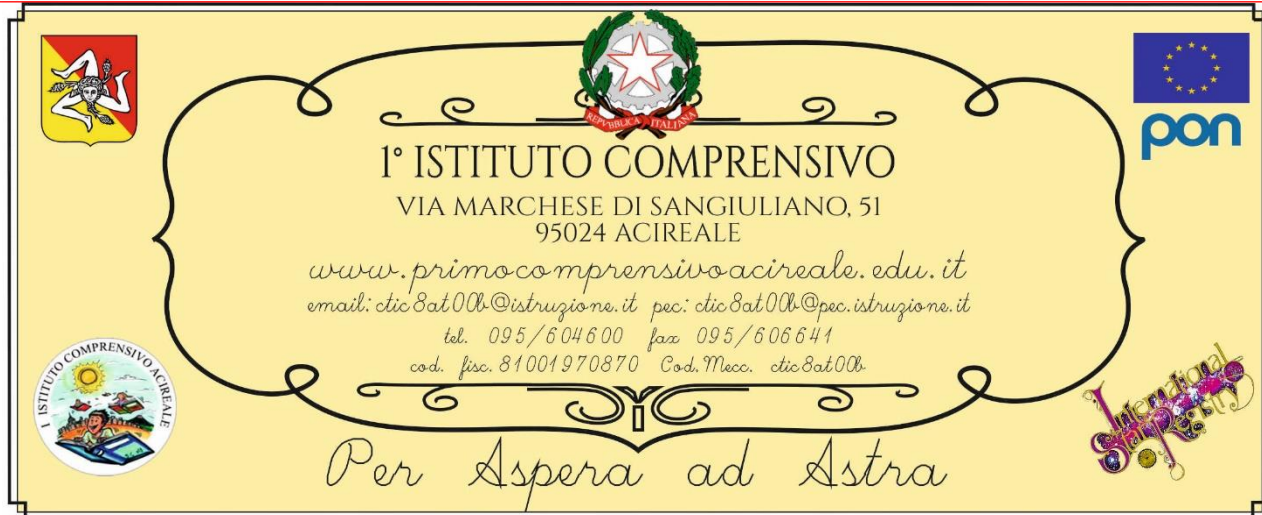 REPVBBLICA ITALIANA
pon
1° ISTITUTO COMPRENSIVO
VIA MARCHESE DI SANGIULIANO, 51
95024 ACIREALE
www.primocomprensivoacireale.edu.it
email: ctic8at00b@istruzione.it pec: ctic8at00b@pec.istruzione.it
tel. 095/604600 fax 095/606641
cod. fisc. 81001970870 Cod. Mecc. ctic8at00b
I ISTITUTO COMPRENSIVO ACIREALE
International
Star Registry
Per Aspera ad Astra